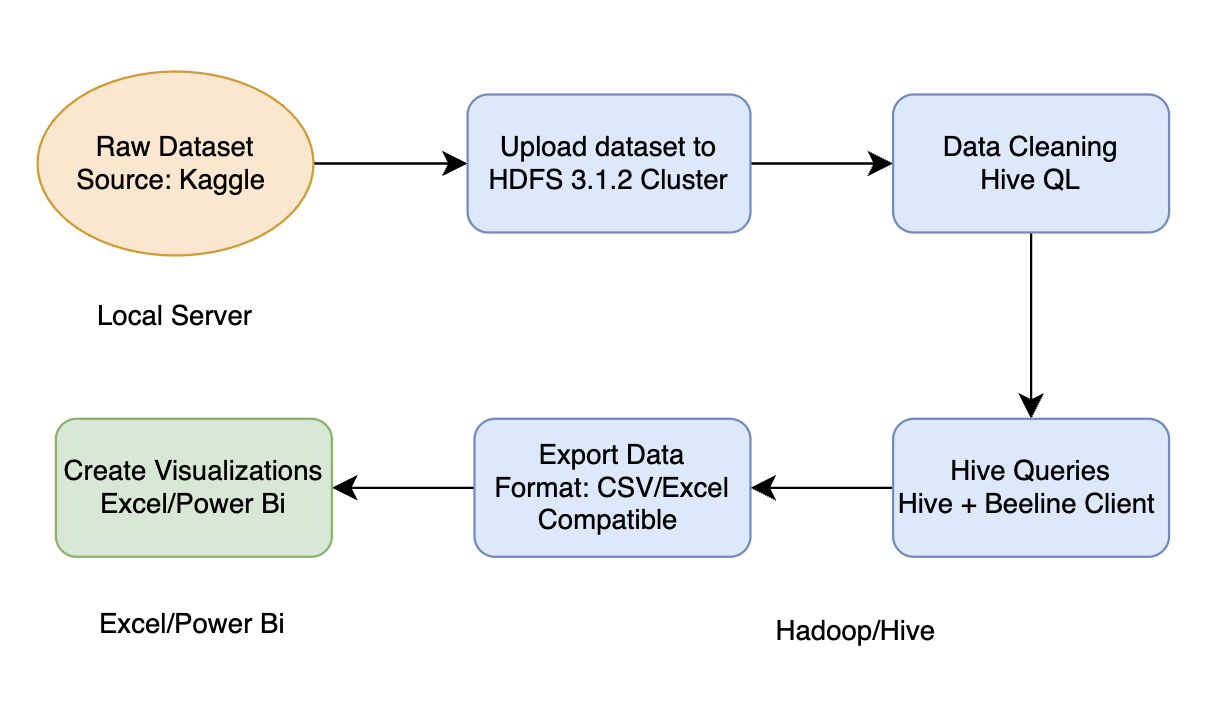 Raw Dataset
Source: Kaggle
Upload dataset to
HDFS 3.1.2 Cluster
Data Cleaning
Hive QL
Local Server
Create Visualizations
Excel/Power Bi
Export Data
Format: CSV/Excel
Compatible
Hive Queries
Hive + Beeline Client
Excel/Power Bi
Hadoop/Hive